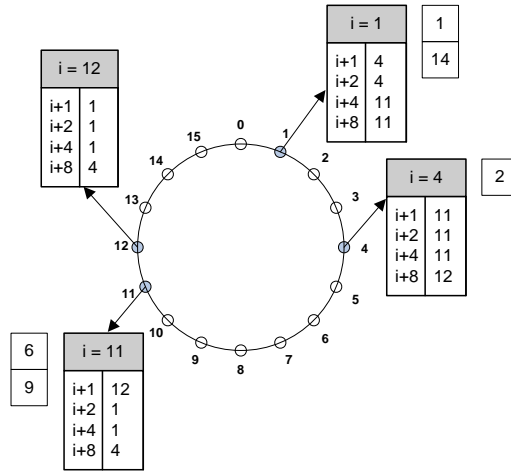 i = 1
i+1 4
i+2 4
i+4 11
i+8 11
1
14
i = 12
i+1 1
i+2 1
i+4 1
i+8 4
i = 4
i+1 11
i+2 11
i+4 11
i+8 12
2
0
1
2
3
4
5
6
7
8
9
10
11
12
13
14
15
i = 11
i+1 12
i+2 1
i+4 1
i+8 4
6
9